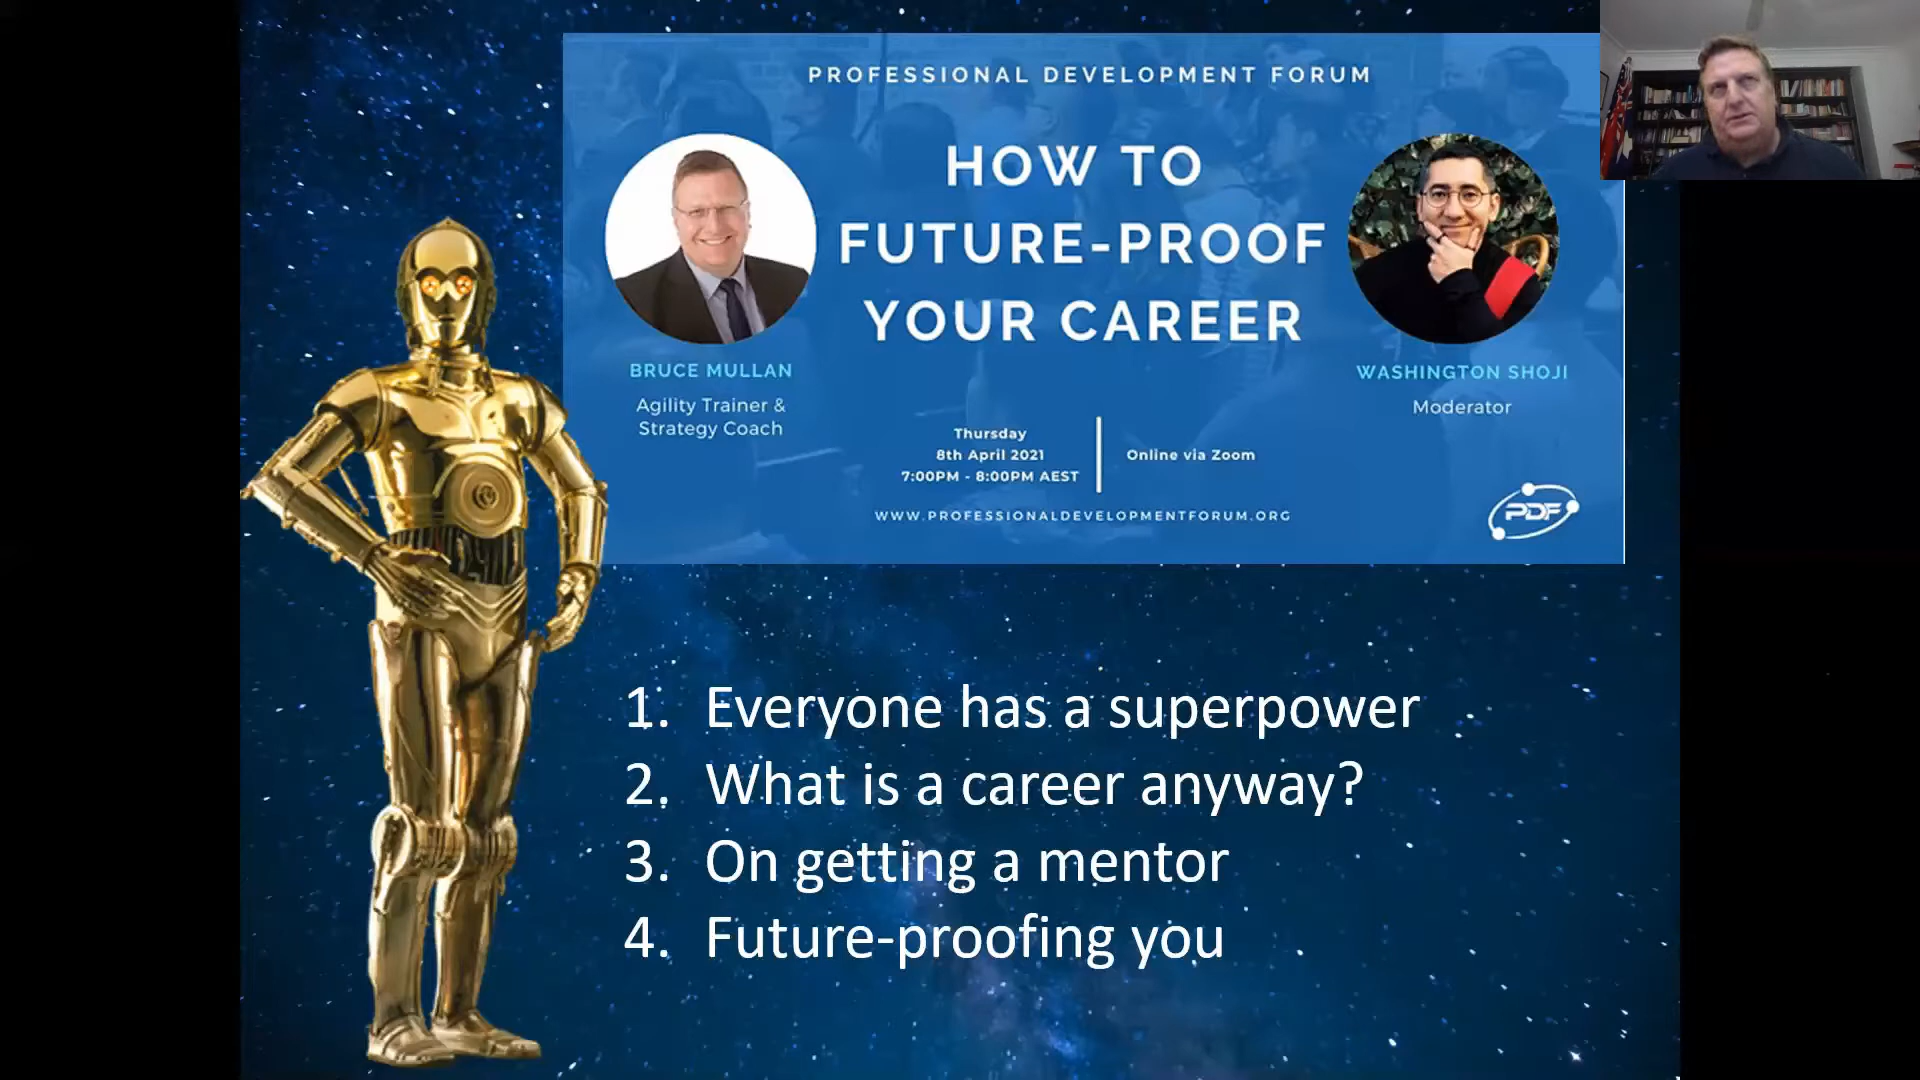 PROFESSIONAL DEVELOPMENT FORUM
HOW TO
FUTURE-PROOF
YOUR CAREER
BRUCE MULLAN
Agility Trainer &
Strategy Coach
WASHINGTON SHOJI
Moderator
Thursday
8th April 2021
7:00PM - 8:00PM AEST
Online via Zoom
WWW.PROFESSIONALDEVELOPMENTFORUM.ORG
PDF
1. Everyone has a superpower
2. What is a career anyway?
3. On getting a mentor
4. Future-proofing you